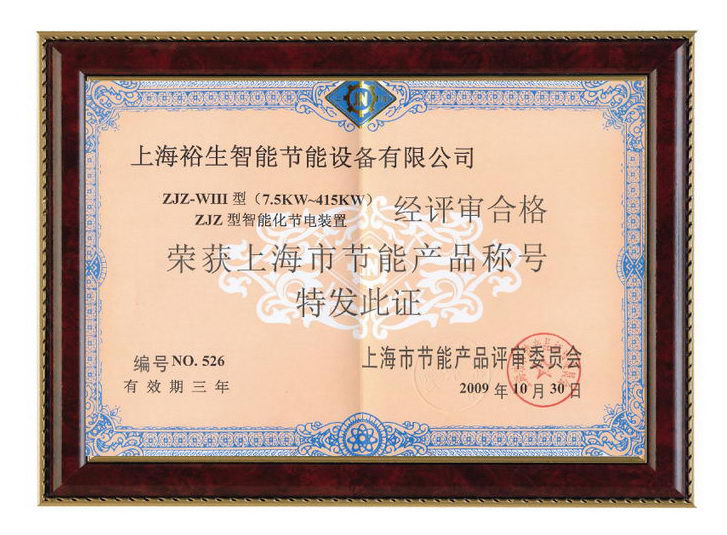 上海裕生智能节能设备有限公司
ZJZ-WIII 型（7.5KW~415KW）
ZJZ 型智能化节电装置
经评审合格
荣获上海市节能产品称号
特发此证
编号 NO. 526
上海市节能产品评审委员会
有效期三年
2009 年 10 月 30 日